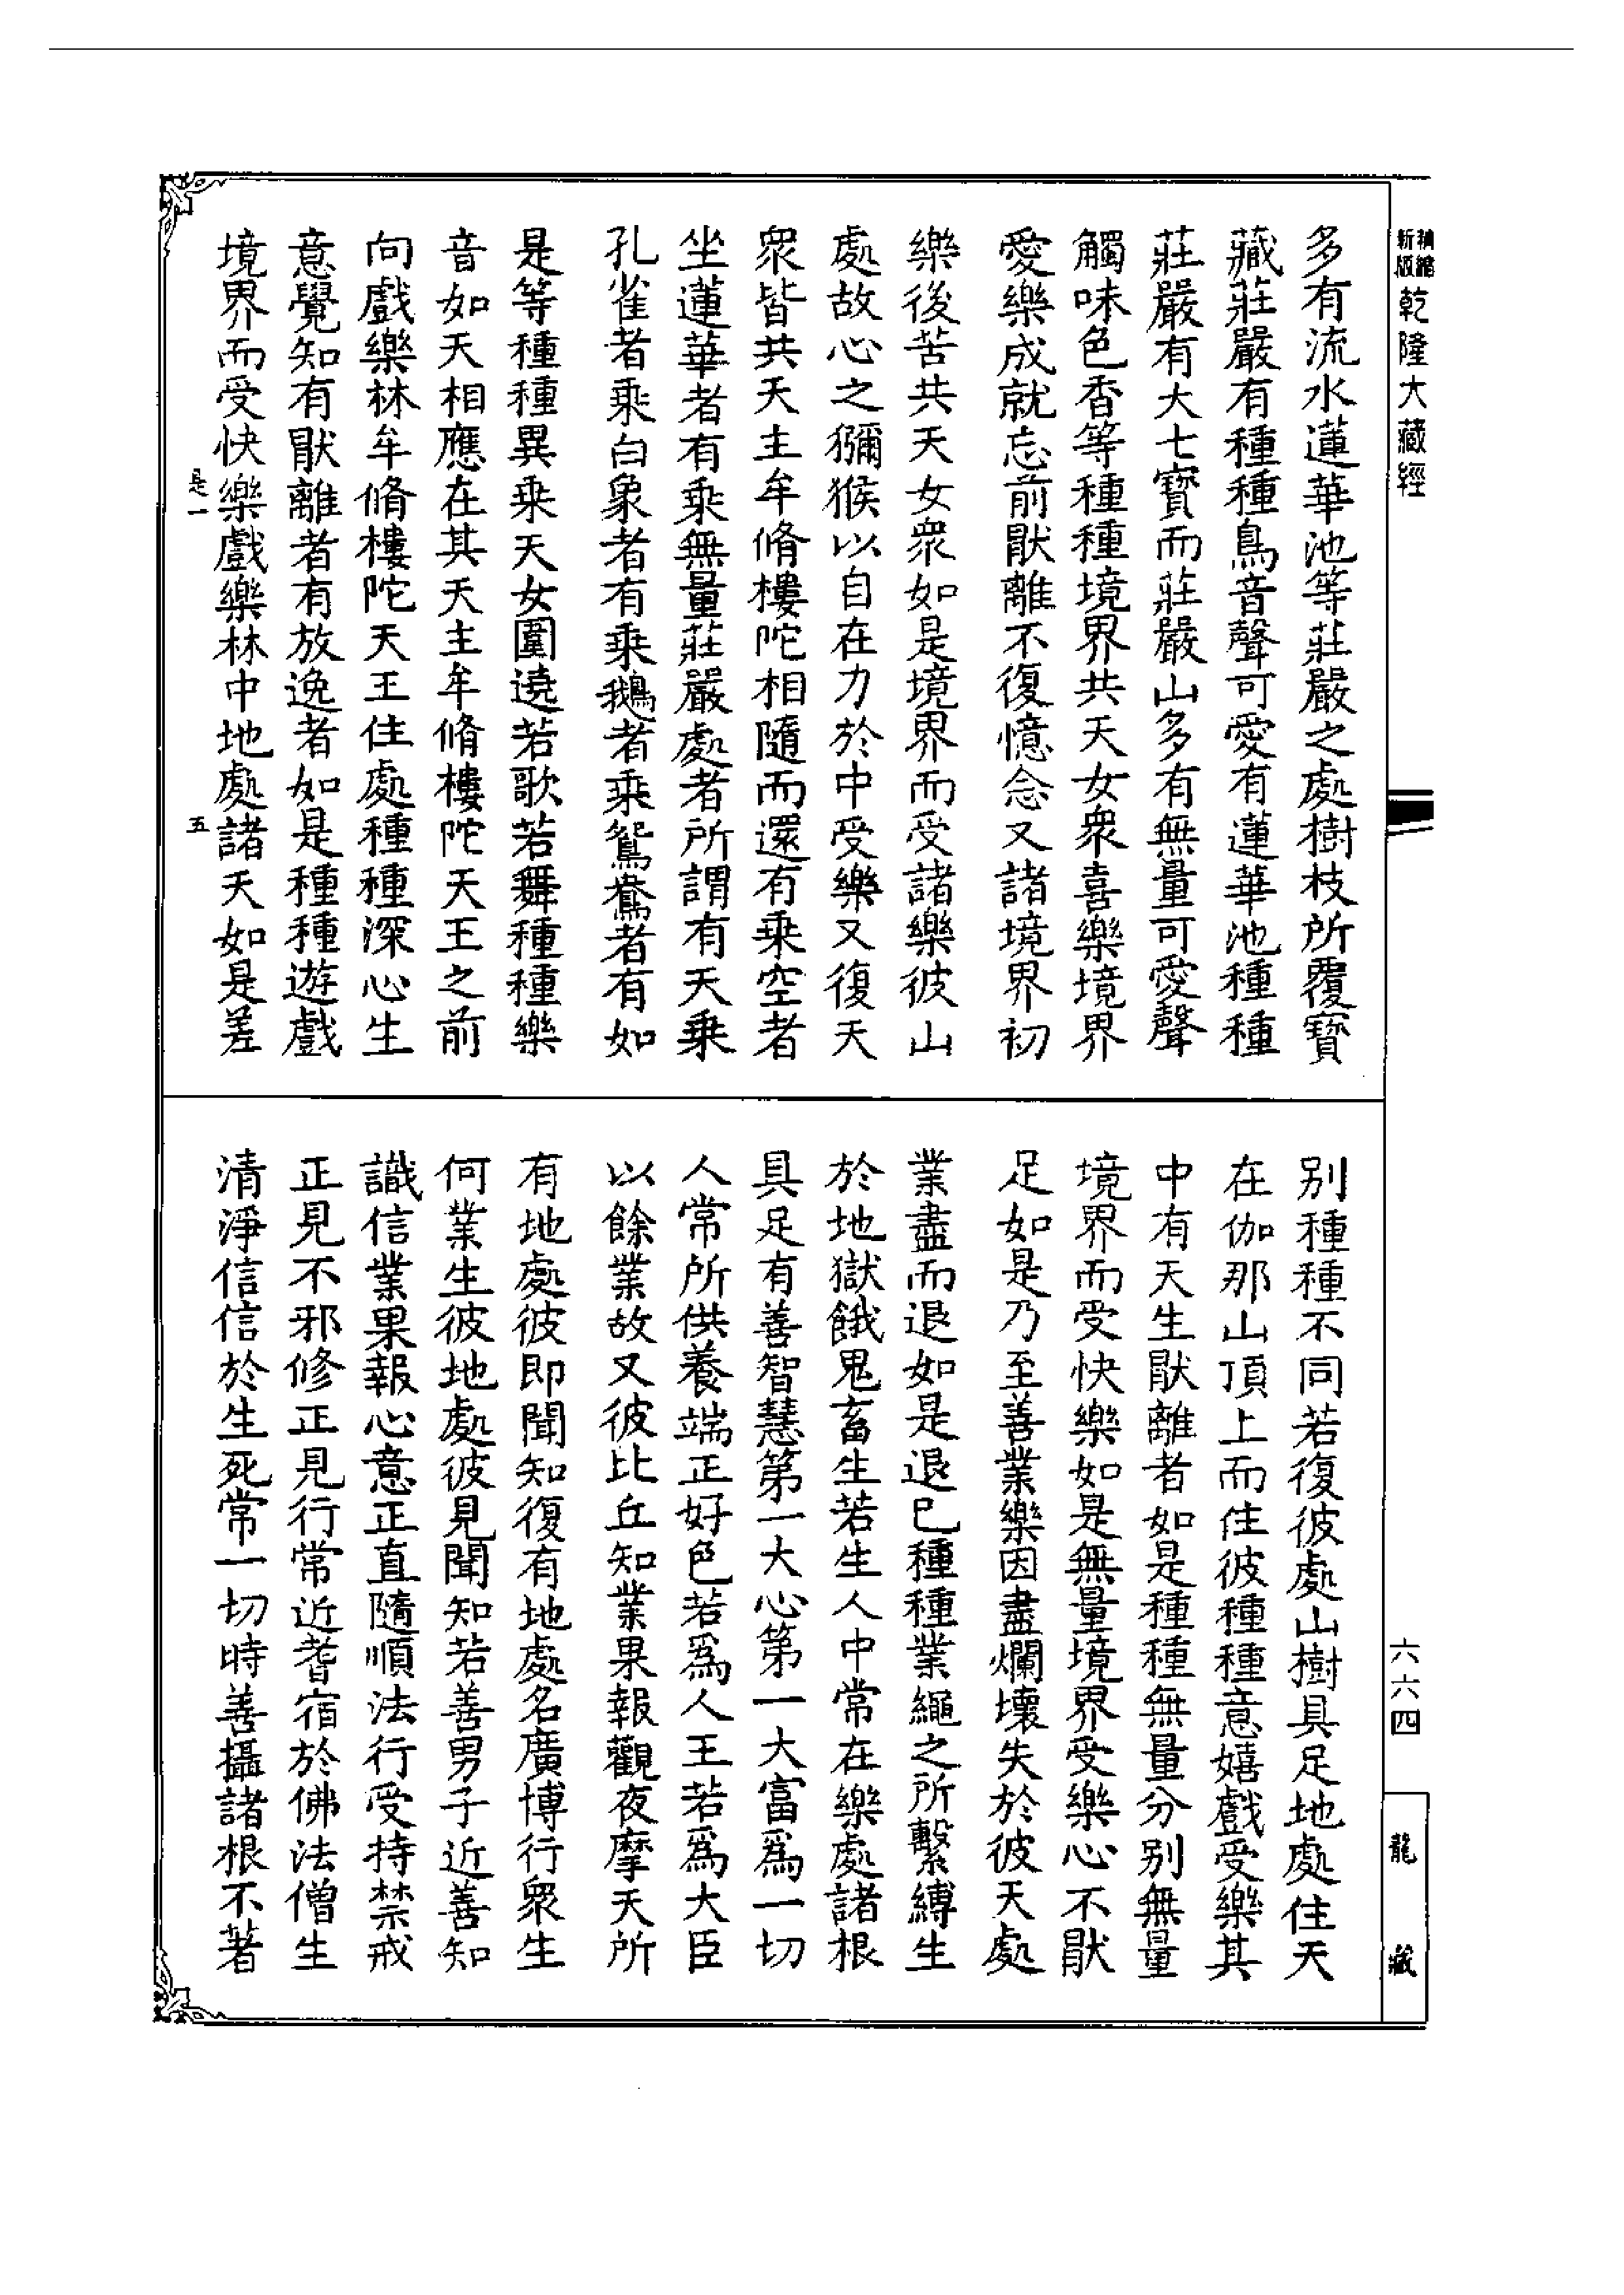 精縮新版乾隆大藏經
多有流水蓮華池等莊嚴之處樹枝所覆寶
藏莊嚴有種種鳥音聲可愛有蓮華池種種
莊嚴有大七寶而莊嚴山多有無量可愛聲
觸味色香等種種境界共天女衆喜樂境界
愛樂成就忘前猒離不復憶念又諸境界初
樂後苦共天女衆如是境界而受諸樂彼山
處故心之獼猴以自在力於中受樂又復天
衆皆共天主牟脩樓陀相隨而還有乘空者
坐蓮華者有乘無量莊嚴處者所謂有天乘
孔雀者乘白象者有乘鵝者乘鴛鴦者有如
是等種種異乘天女圍遶若歌若舞種種樂
音如天相應在其天主牟脩樓陀天王之前
向戲樂林牟脩樓陀天王住處種種深心生
意覺知有猒離者有放逸者如是種種遊戲
境界而受快樂戲樂林中地處諸天如是差
是一 五
别種種不同若復彼處山樹具足地處住天
在伽那山頂上而住彼種種意嬉戲受樂其
中有天生猒離者如是種種無量分别無量
境界而受快樂如是無量境界受樂心不猒
足如是乃至善業樂因盡爛壞失於彼天處
業盡而退如是退已種種業繩之所繫縛生
於地獄餓鬼畜生若生人中常在樂處諸根
具足有善智慧第一大心第一大富爲一切
人常所供養端正好色若爲人王若爲大臣
以餘業故又彼比丘知業果報觀夜摩天所
有地處彼即聞知復有地處名廣博行衆生
何業生彼地處彼見聞知若善男子近善知
識信業果報心意正直隨順法行受持禁戒
正見不邪修正見行常近耆宿於佛法僧生
清淨信信於生死常一切時善攝諸根不著
六六四
龍藏